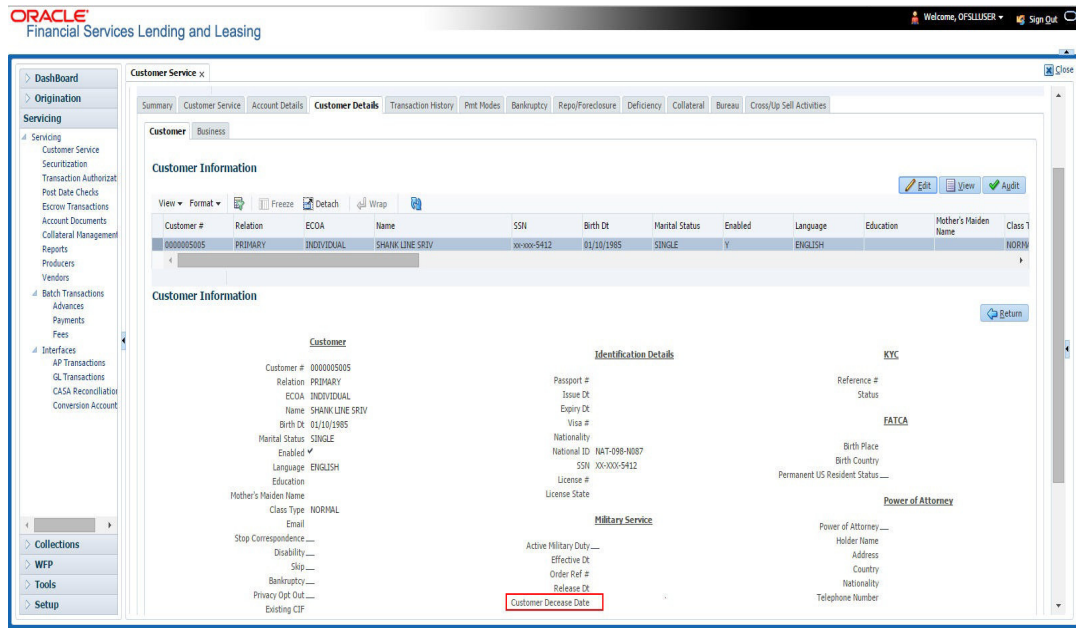 ORACLE'
Financial Services Lending and Leasing
Welcome, OFSLLUSER
Sign Out
Close
DashBoard
Origination
Servicing
Servicing
Customer Service
Securitization
Transaction Authorizat
Post Date Checks
Escrow Transactions
Account Documents
Collateral Management
Reports
Producers
Vendors
Batch Transactions
Advances
Payments
Fees
Interfaces
AP Transactions
GL Transactions
CASA Reconciliation
Conversion Account
Collections
WFP
Tools
Setup
Customer Service x
Summary Customer Service Account Details Customer Details Transaction History Pmt Modes Bankruptcy Repo/Foreclosure Deficiency Collateral Bureau Cross/Up Sell Activities
Customer Business
Customer Information
Edit View Audit
View Format Freeze Detach Wrap
Customer # Relation ECOA Name SSN Birth Dt Marital Status Enabled Language Education Mother's Maiden Name Class T
0000005005 PRIMARY INDIVIDUAL SHANK LINE SRIV xx-xxx-5412 01/10/1985 SINGLE Y ENGLISH NORMA
Customer Information
Return
Customer
Customer # 0000005005
Relation PRIMARY
ECOA INDIVIDUAL
Name SHANK LINE SRIV
Birth Dt 01/10/1985
Marital Status SINGLE
Enabled ✔
Language ENGLISH
Education
Mother's Maiden Name
Class Type NORMAL
Email
Stop Correspondence
Disability
Skip
Bankruptcy
Privacy Opt Out
Existing CIF
Identification Details
Passport #
Issue Dt
Expiry Dt
Visa #
Nationality
National ID NAT-098-N087
SSN XX-XXX-5412
License #
License State
Military Service
Active Military Duty
Effective Dt
Order Ref #
Release Dt
Customer Decease Date
KYC
Reference #
Status
FATCA
Birth Place
Birth Country
Permanent US Resident Status
Power of Attorney
Power of Attorney
Holder Name
Address
Country
Nationality
Telephone Number